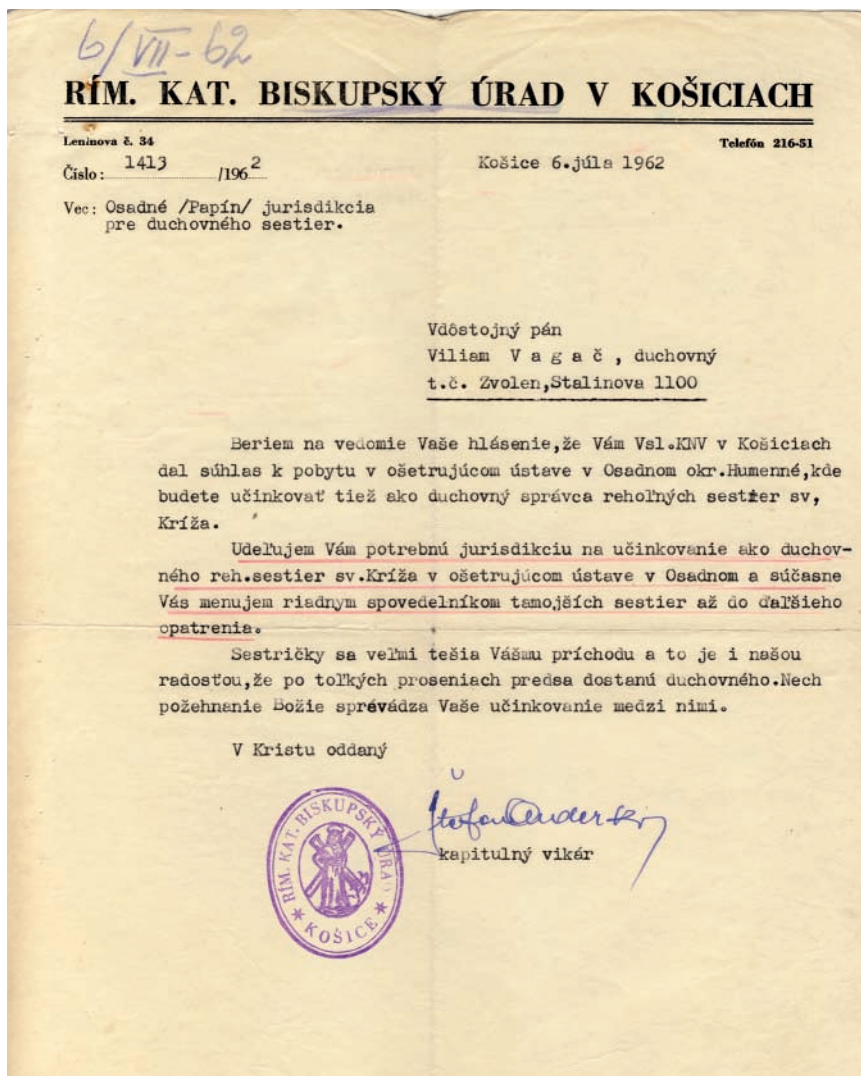 6/VII-62
RÍM. KAT. BISKUPSKÝ ÚRAD V KOŠICIACH
Leninova č. 34
Telefón 216-51
Číslo: 1413 /1962
Košice 6.júla 1962
Vec: Osadné /Papín/ jurisdikcia
pre duchovného sestier.
Vdôstojný pán
Viliam V a g a č , duchovný
t.č. Zvolen,Stalinova 1100
Beriem na vedomie Vaše hlásenie,že Vám Vsl.KNV v Košiciach
dal súhlas k pobytu v ošetrujúcom ústave v Osadnom okr.Humenné,kde
budete učinkovať tiež ako duchovný správca rehoľných sestier sv,
Kríža.
Udeľujem Vám potrebnú jurisdikciu na učinkovanie ako duchov-
ného reh.sestier sv.Kríža v ošetrujúcom ústave v Osadnom a súčasne
Vás menujem riadnym spovedelníkom tamojších sestier až do ďaľšieho
opatrenia.
Sestričky sa veľmi tešia Vášmu príchodu a to je i našou
radosťou,že po toľkých proseniach predsa dostanú duchovného.Nech
požehnanie Božie sprevádza Vaše učinkovanie medzi nimi.
V Kristu oddaný
Štefan Onderko
kapitulný vikár
RÍM. KAT. BISKUPSKÝ ÚRAD
* KOŠICE *